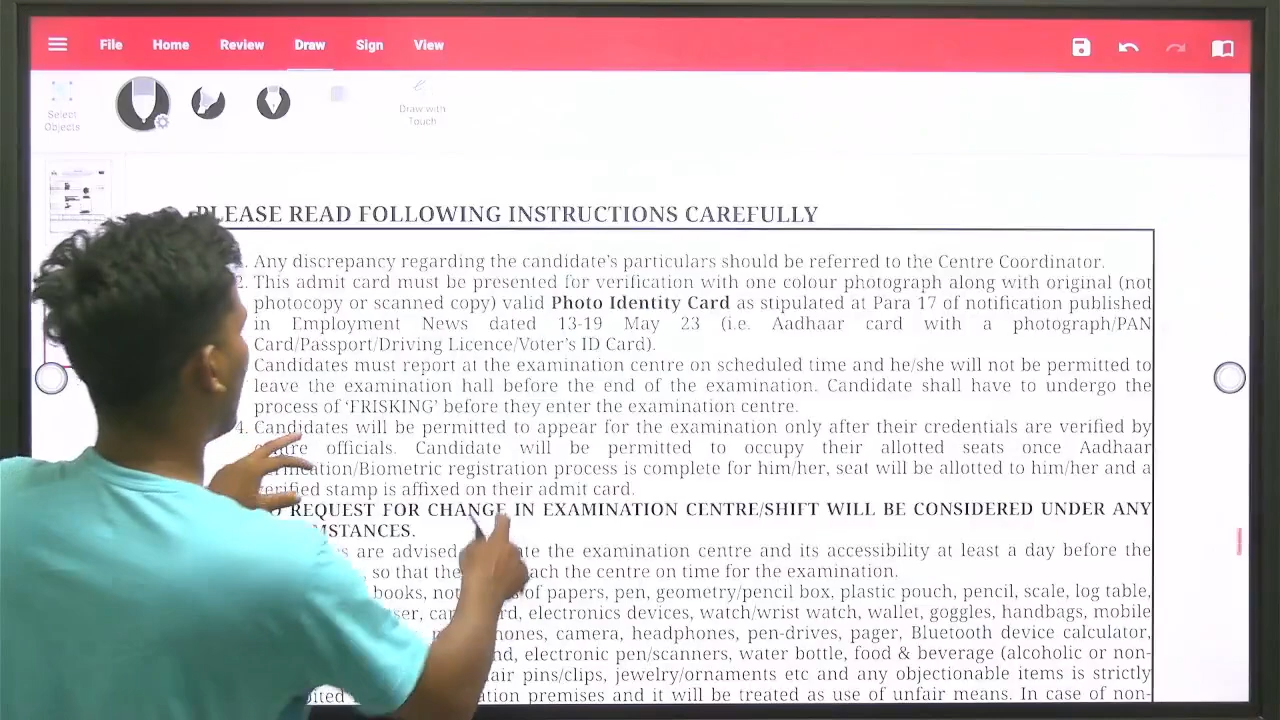 File Home Review Draw Sign View
Select
Objects
Draw with
Touch
PLEASE READ FOLLOWING INSTRUCTIONS CAREFULLY
Any discrepancy regarding the candidate's particulars should be referred to the Centre Coordinator.
2. This admit card must be presented for verification with one colour photograph along with original (not
photocopy or scanned copy) valid Photo Identity Card as stipulated at Para 17 of notification published
in Employment News dated 13-19 May 23 (i.e. Aadhaar card with a photograph/PAN
Card/Passport/Driving Licence/Voter's ID Card).
Candidates must report at the examination centre on scheduled time and he/she will not be permitted to
leave the examination hall before the end of the examination. Candidate shall have to undergo the
process of 'FRISKING' before they enter the examination centre.
4. Candidates will be permitted to appear for the examination only after their credentials are verified by
officials. Candidate will be permitted to occupy their allotted seats once Aadhaar
/Biometric registration process is complete for him/her, seat will be allotted to him/her and a
verified stamp is affixed on their admit card.
REQUEST FOR CHANGE IN EXAMINATION CENTRE/SHIFT WILL BE CONSIDERED UNDER ANY
are advised the examination centre and its accessibility at least a day before the
, so that the centre on time for the examination.
books, of papers, pen, geometry/pencil box, plastic pouch, pencil, scale, log table,
electronics devices, watch/wrist watch, wallet, goggles, handbags, mobile
camera, headphones, pen-drives, pager, Bluetooth device calculator,
electronic pen/scanners, water bottle, food & beverage (alcoholic or non-
pins/clips, jewelry/ornaments etc and any objectionable items is strictly
premises and it will be treated as use of unfair means. In case of non-